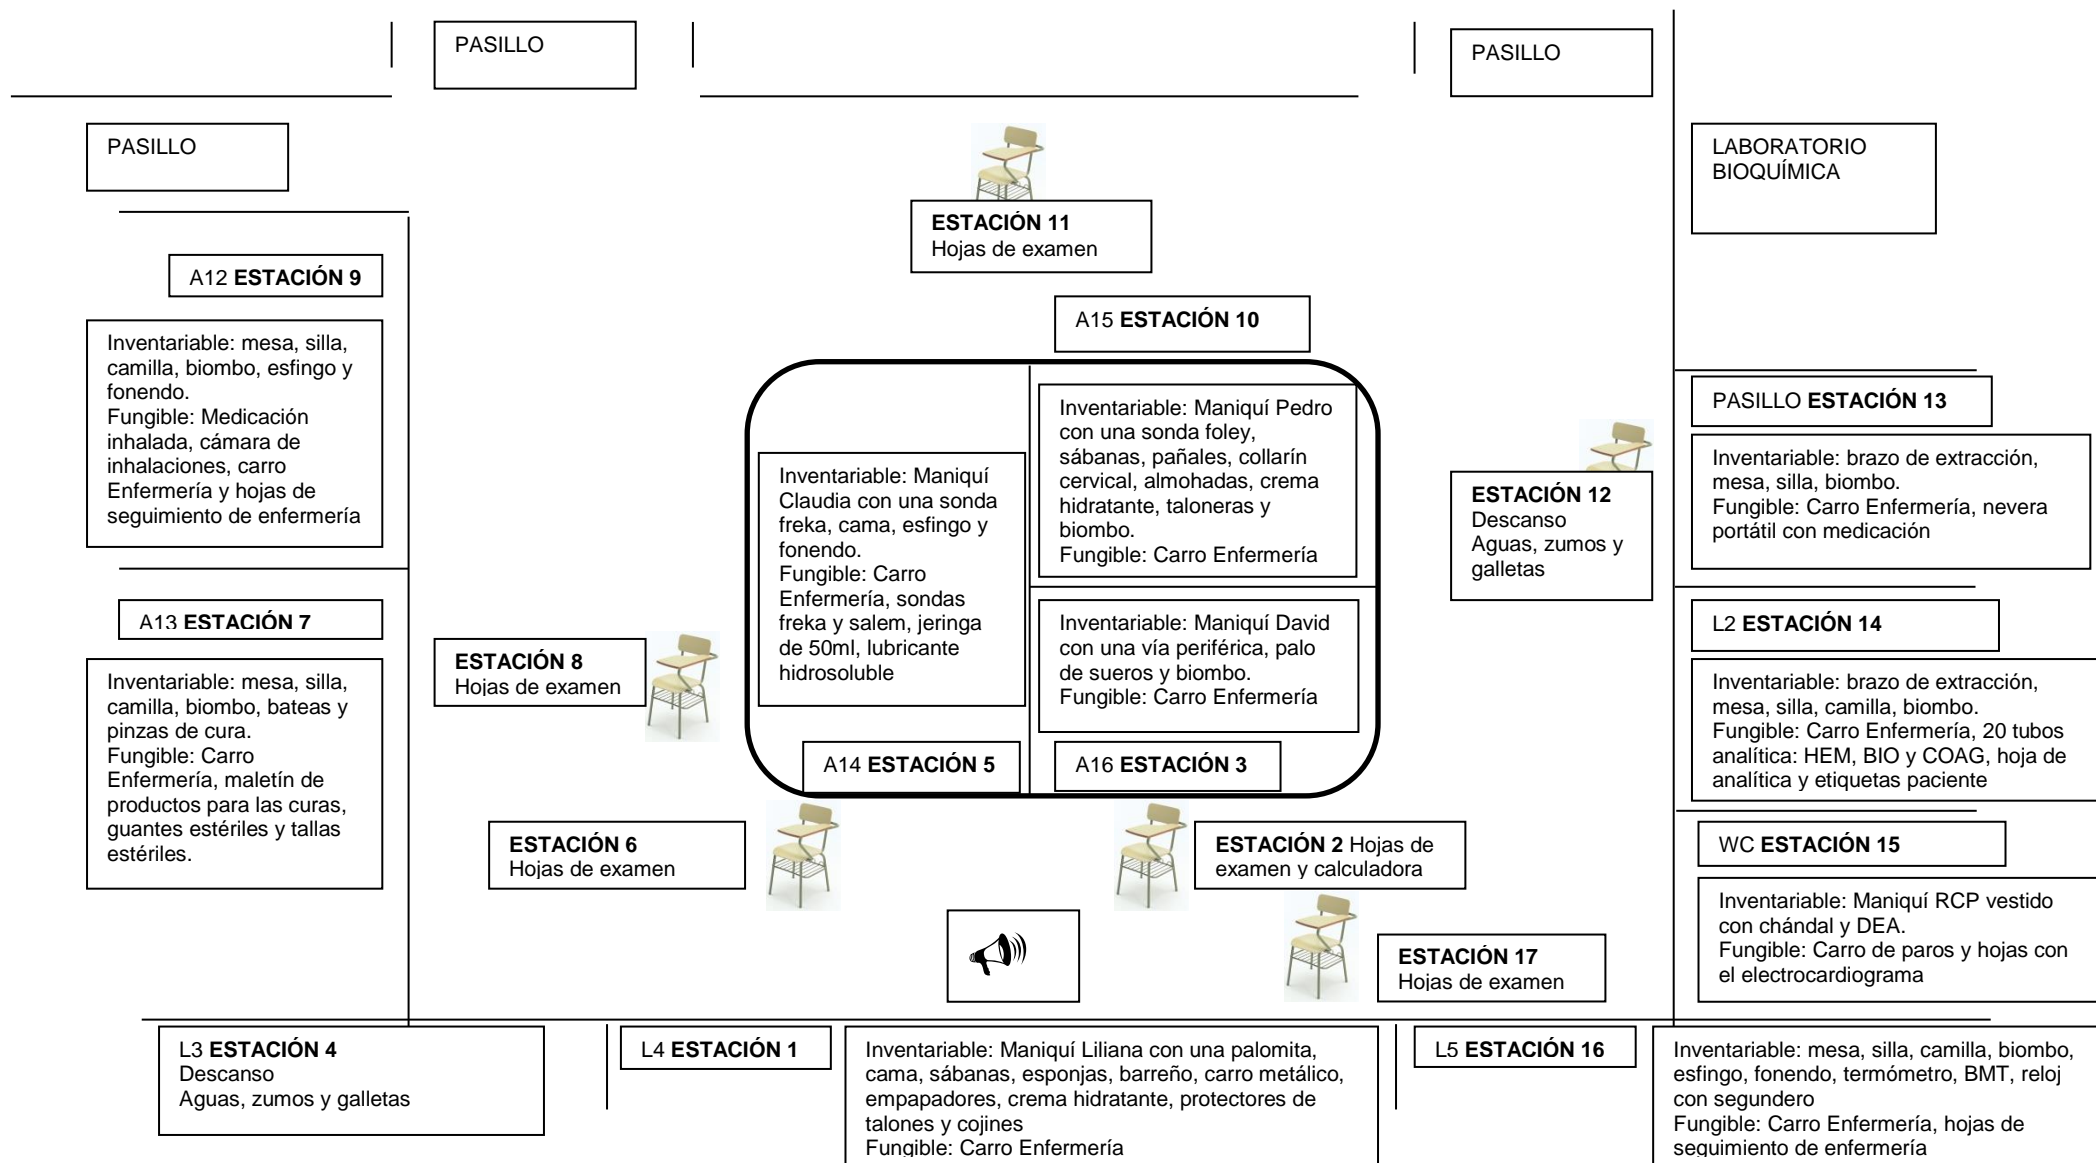 PASILLO
PASILLO
PASILLO
LABORATORIO
BIOQUÍMICA
ESTACIÓN 11
Hojas de examen
A12 ESTACIÓN 9
Inventariable: mesa, silla,
camilla, biombo, esfingo y
fonendo.
Fungible: Medicación
inhalada, cámara de
inhalaciones, carro
Enfermería y hojas de
seguimiento de enfermería
A15 ESTACIÓN 10
Inventariable: Maniquí Pedro
con una sonda foley,
sábanas, pañales, collarín
cervical, almohadas, crema
hidratante, taloneras y
biombo.
Fungible: Carro Enfermería
PASILLO ESTACIÓN 13
Inventariable: brazo de extracción,
mesa, silla, biombo.
Fungible: Carro Enfermería, nevera
portátil con medicación
Inventariable: Maniquí
Claudia con una sonda
freka, cama, esfingo y
fonendo.
Fungible: Carro
Enfermería, sondas
freka y salem, jeringa
de 50ml, lubricante
hidrosoluble
ESTACIÓN 12
Descanso
Aguas, zumos y
galletas
A13 ESTACIÓN 7
Inventariable: mesa, silla,
camilla, biombo, bateas y
pinzas de cura.
Fungible: Carro
Enfermería, maletín de
productos para las curas,
guantes estériles y tallas
estériles.
ESTACIÓN 8
Hojas de examen
Inventariable: Maniquí David
con una vía periférica, palo
de sueros y biombo.
Fungible: Carro Enfermería
L2 ESTACIÓN 14
Inventariable: brazo de extracción,
mesa, silla, camilla, biombo.
Fungible: Carro Enfermería, 20 tubos
analítica: HEM, BIO y COAG, hoja de
analítica y etiquetas paciente
A14 ESTACIÓN 5
A16 ESTACIÓN 3
ESTACIÓN 6
Hojas de examen
ESTACIÓN 2 Hojas de
examen y calculadora
WC ESTACIÓN 15
Inventariable: Maniquí RCP vestido
con chándal y DEA.
Fungible: Carro de paros y hojas con
el electrocardiograma
ESTACIÓN 17
Hojas de examen
L3 ESTACIÓN 4
Descanso
Aguas, zumos y galletas
L4 ESTACIÓN 1
Inventariable: Maniquí Liliana con una palomita,
cama, sábanas, esponjas, barreño, carro metálico,
empapadores, crema hidratante, protectores de
talones y cojines
Fungible: Carro Enfermería
L5 ESTACIÓN 16
Inventariable: mesa, silla, camilla, biombo,
esfingo, fonendo, termómetro, BMT, reloj
con segundero
Fungible: Carro Enfermería, hojas de
seguimiento de enfermería